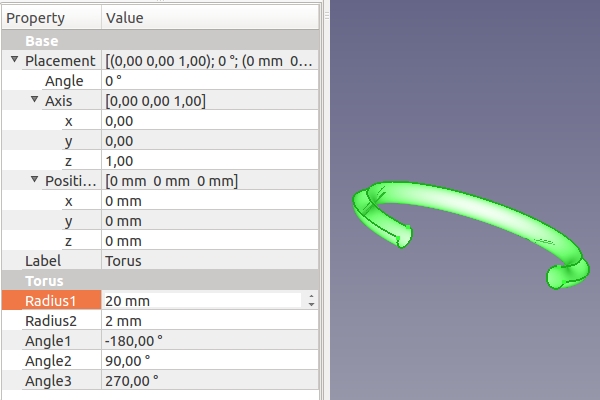 Property Value
Base
Placement [(0,00 0,00 1,00); 0 °; (0 mm 0...
Angle 0 °
Axis [0,00 0,00 1,00]
x 0,00
y 0,00
z 1,00
Positi... [0 mm 0 mm 0 mm]
x 0 mm
y 0 mm
z 0 mm
Label Torus
Torus
Radius1 20 mm
Radius2 2 mm
Angle1 -180,00 °
Angle2 90,00 °
Angle3 270,00 °